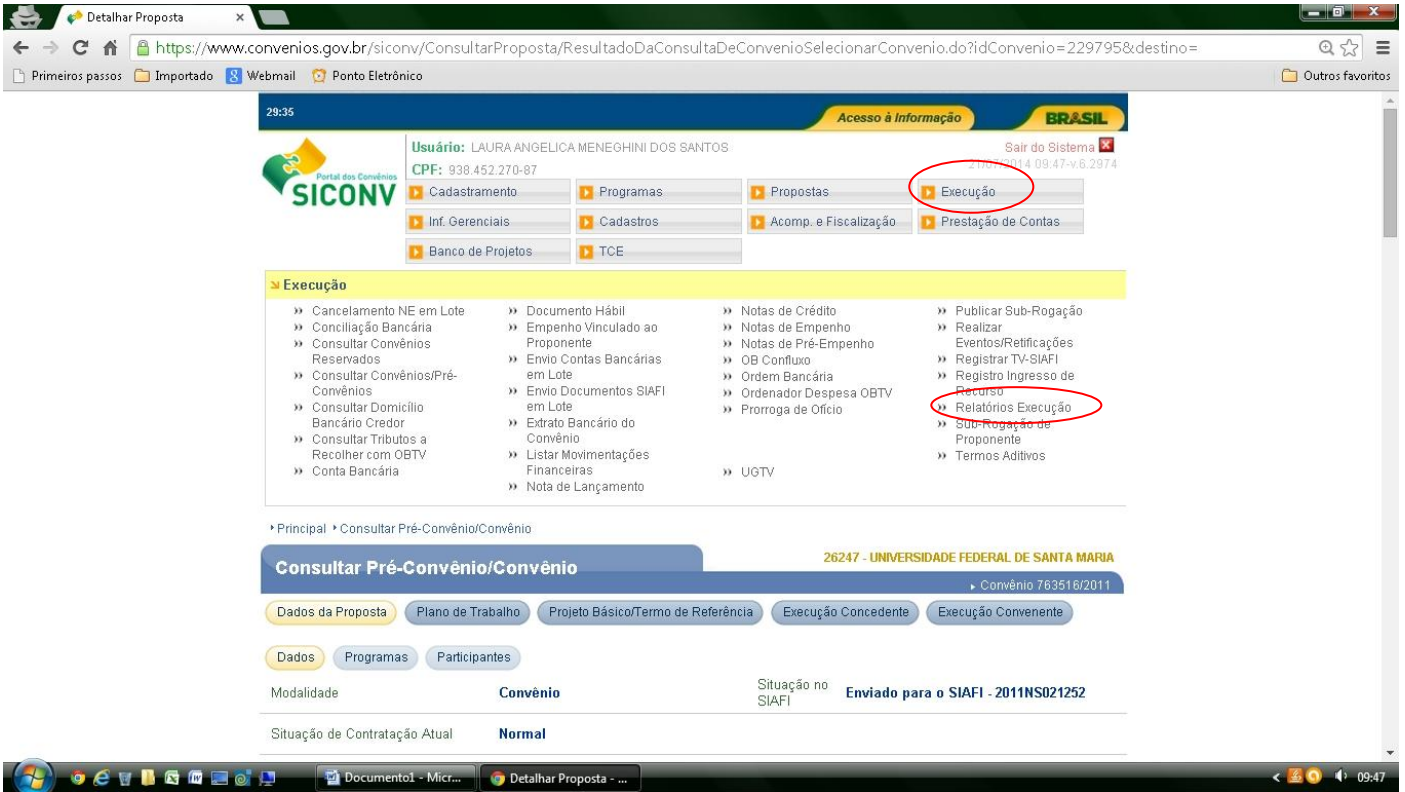 Detalhar Proposta
https://www.convenios.gov.br/siconv/ConsultarProposta/ResultadoDaConsultaDeConvenioSelecionarConvenio.do?idConvenio=229795&destino=
Primeiros passos Importado Webmail Ponto Eletrônico Outros favoritos
29:35 Acesso à Informação BRASIL
Usuário: LAURA ANGELICA MENEGHINI DOS SANTOS Sair do Sistema
CPF: 938.452.270-87 21/07/2014 09:47-v.6.2974
Portal dos Convênios
SICONV
Cadastramento Programas Propostas Execução
Inf. Gerenciais Cadastros Acomp. e Fiscalização Prestação de Contas
Banco de Projetos TCE
Execução
Cancelamento NE em Lote
Conciliação Bancária
Consultar Convênios
Reservados
Consultar Convênios/Pré-
Convênios
Consultar Domicílio
Bancário Credor
Consultar Tributos a
Recolher com OBTV
Conta Bancária
Documento Hábil
Empenho Vinculado ao
Proponente
Envio Contas Bancárias
em Lote
Envio Documentos SIAFI
em Lote
Extrato Bancário do
Convênio
Listar Movimentações
Financeiras
Nota de Lançamento
Notas de Crédito
Notas de Empenho
Notas de Pré-Empenho
OB Confluxo
Ordem Bancária
Ordenador Despesa OBTV
Prorroga de Ofício
UGTV
Publicar Sub-Rogação
Realizar
Eventos/Retificações
Registrar TV-SIAFI
Registro Ingresso de
Recurso
Relatórios Execução
Sub-Rogação de
Proponente
Termos Aditivos
Principal Consultar Pré-Convênio/Convênio
Consultar Pré-Convênio/Convênio
26247 - UNIVERSIDADE FEDERAL DE SANTA MARIA
Convênio 763516/2011
Dados da Proposta Plano de Trabalho Projeto Básico/Termo de Referência Execução Concedente Execução Convenente
Dados Programas Participantes
Modalidade Convênio Situação no
SIAFI Enviado para o SIAFI - 2011NS021252
Situação de Contratação Atual Normal
Documento1 - Micr... Detalhar Proposta - ... 09:47